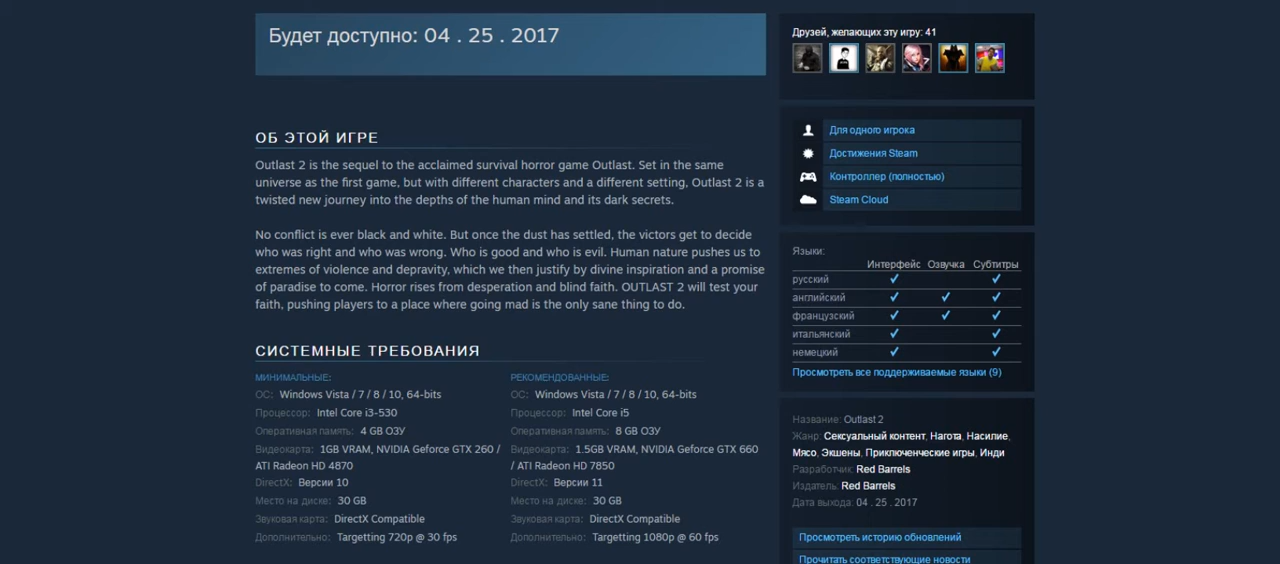 Будет доступно: 04 . 25 . 2017
ОБ ЭТОЙ ИГРЕ
Outlast 2 is the sequel to the acclaimed survival horror game Outlast. Set in the same
universe as the first game, but with different characters and a different setting, Outlast 2 is a
twisted new journey into the depths of the human mind and its dark secrets.
No conflict is ever black and white. But once the dust has settled, the victors get to decide
who was right and who was wrong. Who is good and who is evil. Human nature pushes us to
extremes of violence and depravity, which we then justify by divine inspiration and a promise
of paradise to come. Horror rises from desperation and blind faith. OUTLAST 2 will test your
faith, pushing players to a place where going mad is the only sane thing to do.
СИСТЕМНЫЕ ТРЕБОВАНИЯ
МИНИМАЛЬНЫЕ:
ОС: Windows Vista / 7 / 8 / 10, 64-bits
Процессор: Intel Core i3-530
Оперативная память: 4 GB ОЗУ
Видеокарта: 1GB VRAM, NVIDIA Geforce GTX 260 /
ATI Radeon HD 4870
DirectX: Версии 10
Место на диске: 30 GB
Звуковая карта: DirectX Compatible
Дополнительно: Targetting 720p @ 30 fps
РЕКОМЕНДОВАННЫЕ:
ОС: Windows Vista / 7 / 8 / 10, 64-bits
Процессор: Intel Core i5
Оперативная память: 8 GB ОЗУ
Видеокарта: 1.5GB VRAM, NVIDIA Geforce GTX 660
/ ATI Radeon HD 7850
DirectX: Версии 11
Место на диске: 30 GB
Звуковая карта: DirectX Compatible
Дополнительно: Targetting 1080p @ 60 fps
Друзей, желающих эту игру: 41
Для одного игрока
Достижения Steam
Контроллер (полностью)
Steam Cloud
Языки:
Интерфейс Озвучка Субтитры
русский
английский
французский
итальянский
немецкий
Просмотреть все поддерживаемые языки (9)
Название: Outlast 2
Жанр: Сексуальный контент, Нагота, Насилие,
Мясо, Экшены, Приключенческие игры, Инди
Разработчик: Red Barrels
Издатель: Red Barrels
Дата выхода: 04 . 25 . 2017
Просмотреть историю обновлений
Прочитать соответствующие новости